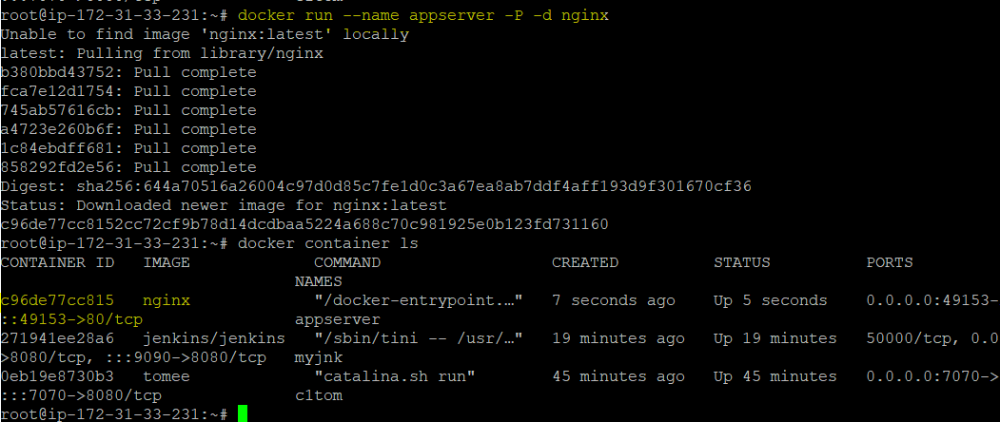 root@ip-172-31-33-231:~# docker run --name appserver -P -d nginx
Unable to find image 'nginx:latest' locally
latest: Pulling from library/nginx
b380bbd43752: Pull complete
fca7e12d1754: Pull complete
745ab57616cb: Pull complete
a4723e260b6f: Pull complete
1c84ebdff681: Pull complete
858292fd2e56: Pull complete
Digest: sha256:644a70516a26004c97d0d85c7fe1d0c3a67ea8ab7ddf4aff193d9f301670cf36
Status: Downloaded newer image for nginx:latest
c96de77cc8152cc72cf9b78d14dcdbaa5224a688c70c981925e0b123fd731160
root@ip-172-31-33-231:~# docker container ls
CONTAINER ID   IMAGE             COMMAND                  CREATED          STATUS          PORTS
                               NAMES
c96de77cc815   nginx             "/docker-entrypoint.…"   7 seconds ago    Up 5 seconds    0.0.0.0:49153-
::49153->80/tcp                appserver
271941ee28a6   jenkins/jenkins   "/sbin/tini -- /usr/…"   19 minutes ago   Up 19 minutes   50000/tcp, 0.0
>8080/tcp, :::9090->8080/tcp   myjnk
0eb19e8730b3   tomee             "catalina.sh run"        45 minutes ago   Up 45 minutes   0.0.0.0:7070->
:::7070->8080/tcp              c1tom
root@ip-172-31-33-231:~#